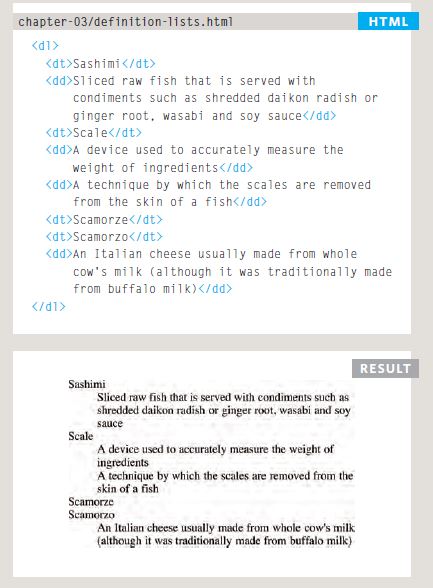 chapter-03/definition-lists.html
HTML
<dl>
<dt>Sashimi</dt>
<dd>Sliced raw fish that is served with
condiments such as shredded daikon radish or
ginger root, wasabi and soy sauce</dd>
<dt>Scale</dt>
<dd>A device used to accurately measure the
weight of ingredients</dd>
<dd>A technique by which the scales are removed
from the skin of a fish</dd>
<dt>Scamorze</dt>
<dt>Scamorzo</dt>
<dd>An Italian cheese usually made from whole
cow's milk (although it was traditionally made
from buffalo milk)</dd>
</dl>
RESULT
Sashimi
Sliced raw fish that is served with condiments such as
shredded daikon radish or ginger root, wasabi and soy
sauce
Scale
A device used to accurately measure the weight of
ingredients
A technique by which the scales are removed from the
skin of a fish
Scamorze
Scamorzo
An Italian cheese usually made from whole cow's milk
(although it was traditionally made from buffalo milk)